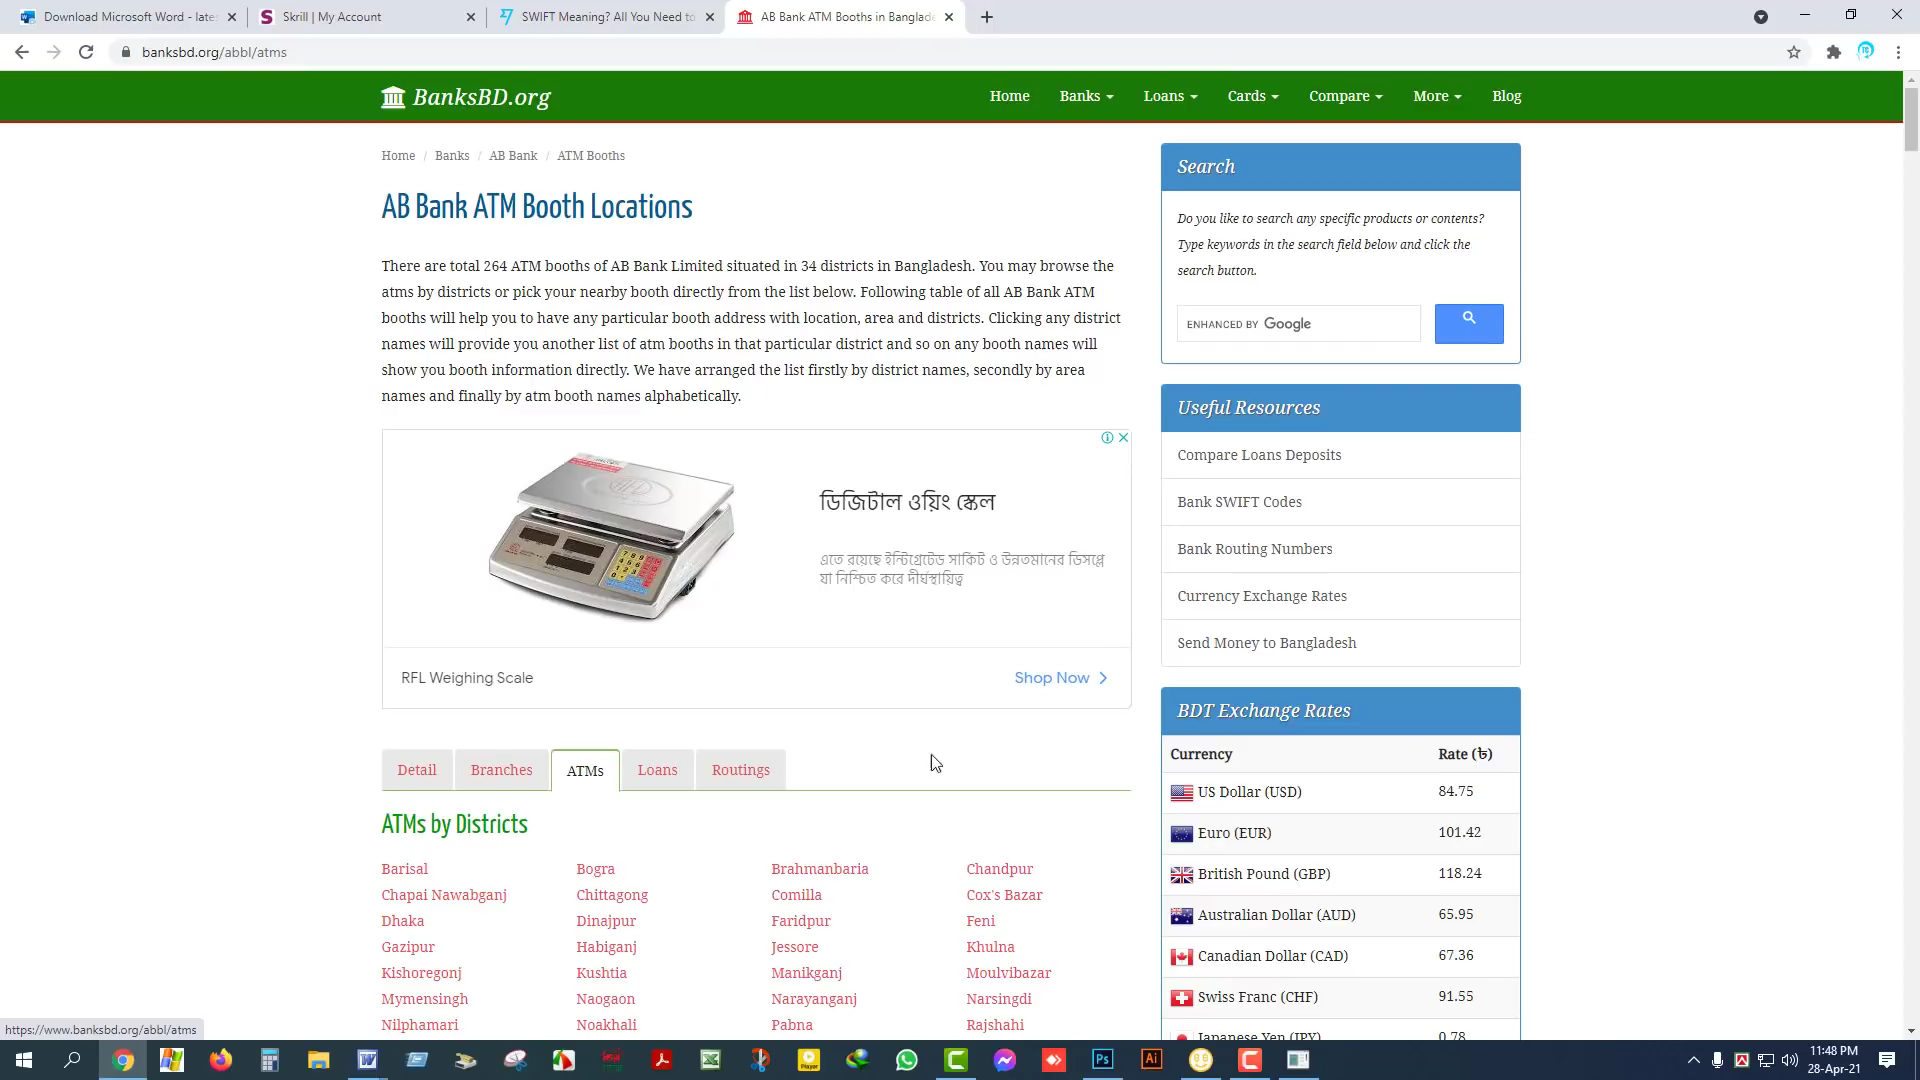 Download Microsoft Word - late
Skrill | My Account
SWIFT Meaning? All You Need to
AB Bank ATM Booths in Banglad
banksbd.org/abbl/atms
BanksBD.org
Home
Banks
Loans
Cards
Compare
More
Blog
Home / Banks / AB Bank / ATM Booths
AB Bank ATM Booth Locations
There are total 264 ATM booths of AB Bank Limited situated in 34 districts in Bangladesh. You may browse the
atms by districts or pick your nearby booth directly from the list below. Following table of all AB Bank ATM
booths will help you to have any particular booth address with location, area and districts. Clicking any district
names will provide you another list of atm booths in that particular district and so on any booth names will
show you booth information directly. We have arranged the list firstly by district names, secondly by area
names and finally by atm booth names alphabetically.
ডিজিটাল ওয়িং স্কেল
এতে রয়েছে ইন্টিগ্রেটেড সার্কিট ও উন্নতমানের ডিসপ্লে
যা নিশ্চিত করে দীর্ঘস্থায়িত্ব
RFL Weighing Scale
Shop Now
Detail
Branches
ATMs
Loans
Routings
ATMs by Districts
Barisal Bogra Brahmanbaria Chandpur
Chapai Nawabganj Chittagong Comilla Cox's Bazar
Dhaka Dinajpur Faridpur Feni
Gazipur Habiganj Jessore Khulna
Kishoregonj Kushtia Manikganj Moulvibazar
Mymensingh Naogaon Narayanganj Narsingdi
Nilphamari Noakhali Pabna Rajshahi
Search
Do you like to search any specific products or contents?
Type keywords in the search field below and click the
search button.
ENHANCED BY Google
Useful Resources
Compare Loans Deposits
Bank SWIFT Codes
Bank Routing Numbers
Currency Exchange Rates
Send Money to Bangladesh
BDT Exchange Rates
Currency Rate (৳)
US Dollar (USD) 84.75
Euro (EUR) 101.42
British Pound (GBP) 118.24
Australian Dollar (AUD) 65.95
Canadian Dollar (CAD) 67.36
Swiss Franc (CHF) 91.55
Japanese Yen (JPY) 0.78
https://www.banksbd.org/abbl/atms
11:48 PM
28-Apr-21